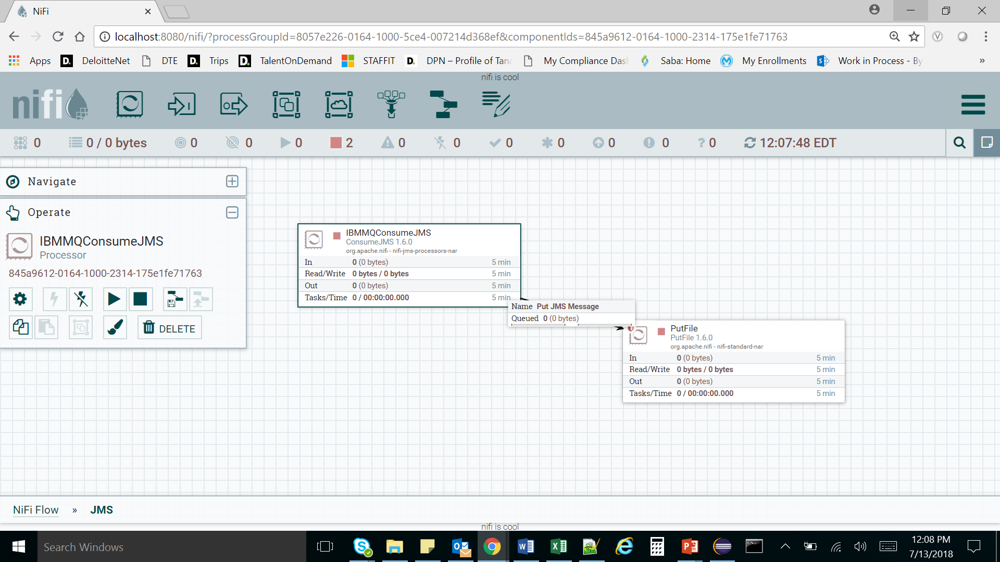 NiFi
localhost:8080/nifi/?processGroupId=8057e226-0164-1000-5ce4-007214d368ef&componentIds=845a9612-0164-1000-2314-175e1fe71763
Apps DeloitteNet DTE Trips TalentOnDemand STAFFIT DPN – Profile of Tana My Compliance Das Saba: Home My Enrollments Work in Process - By »
nifi is cool
nifi
0 0 / 0 bytes 0 0 0 2 0 0 0 0 0 0 ? 0 12:07:48 EDT
Navigate
Operate
IBMMQConsumeJMS
Processor
845a9612-0164-1000-2314-175e1fe71763
DELETE
IBMMQConsumeJMS
ConsumeJMS 1.6.0
org.apache.nifi - nifi-jms-processors-nar
In 0 (0 bytes) 5 min
Read/Write 0 bytes / 0 bytes 5 min
Out 0 (0 bytes) 5 min
Tasks/Time 0 / 00:00:00.000 5 min
Name Put JMS Message
Queued 0 (0 bytes)
PutFile
PutFile 1.6.0
org.apache.nifi - nifi-standard-nar
In 0 (0 bytes) 5 min
Read/Write 0 bytes / 0 bytes 5 min
Out 0 (0 bytes) 5 min
Tasks/Time 0 / 00:00:00.000 5 min
NiFi Flow » JMS
nifi is cool
Search Windows
12:08 PM
7/13/2018